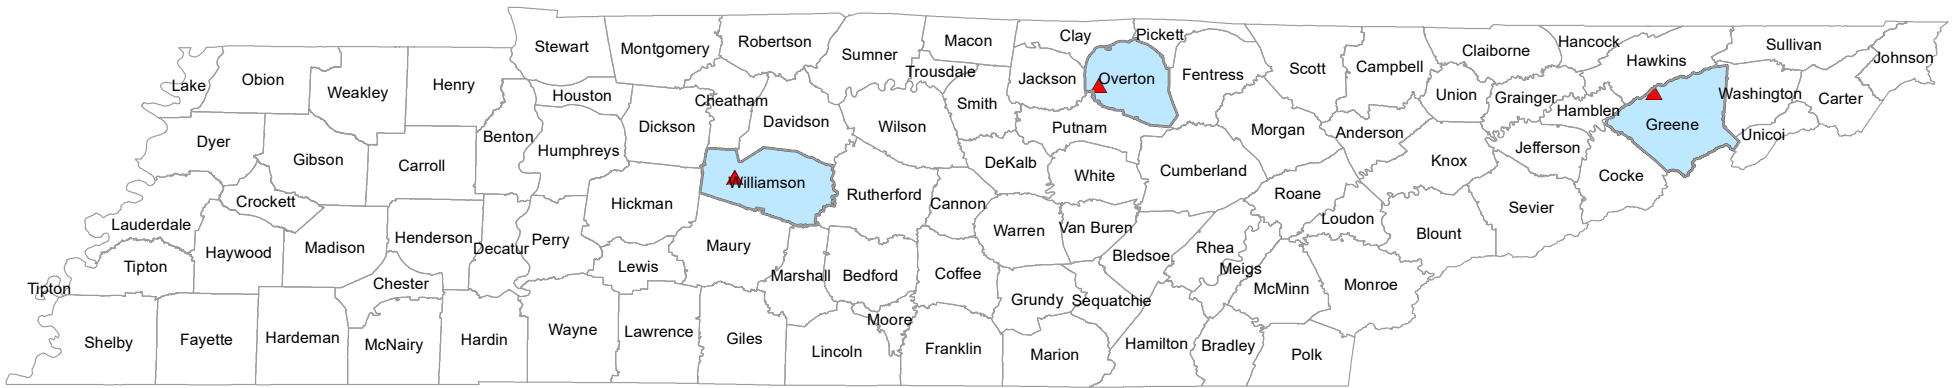 Stewart
Montgomery
Robertson
Sumner
Macon
Clay
Pickett
Trousdale
Jackson
Overton
Fentress
Scott
Campbell
Claiborne
Hancock
Hawkins
Sullivan
Johnson
Lake
Obion
Weakley
Henry
Houston
Cheatham
Smith
Union
Grainger
Hamblen
Greene
Washington
Carter
Unicoi
Dyer
Gibson
Carroll
Benton
Humphreys
Dickson
Davidson
Wilson
Putnam
Morgan
Anderson
Jefferson
Crockett
Williamson
DeKalb
White
Cumberland
Knox
Cocke
Lauderdale
Haywood
Madison
Henderson
Decatur
Perry
Hickman
Rutherford
Cannon
Warren
Van Buren
Roane
Loudon
Blount
Sevier
Tipton
Tipton
Chester
Lewis
Maury
Marshall
Bedford
Coffee
Grundy
Sequatchie
Bledsoe
Rhea
Meigs
McMinn
Monroe
Shelby
Fayette
Hardeman
McNairy
Hardin
Wayne
Lawrence
Giles
Lincoln
Moore
Franklin
Marion
Hamilton
Bradley
Polk